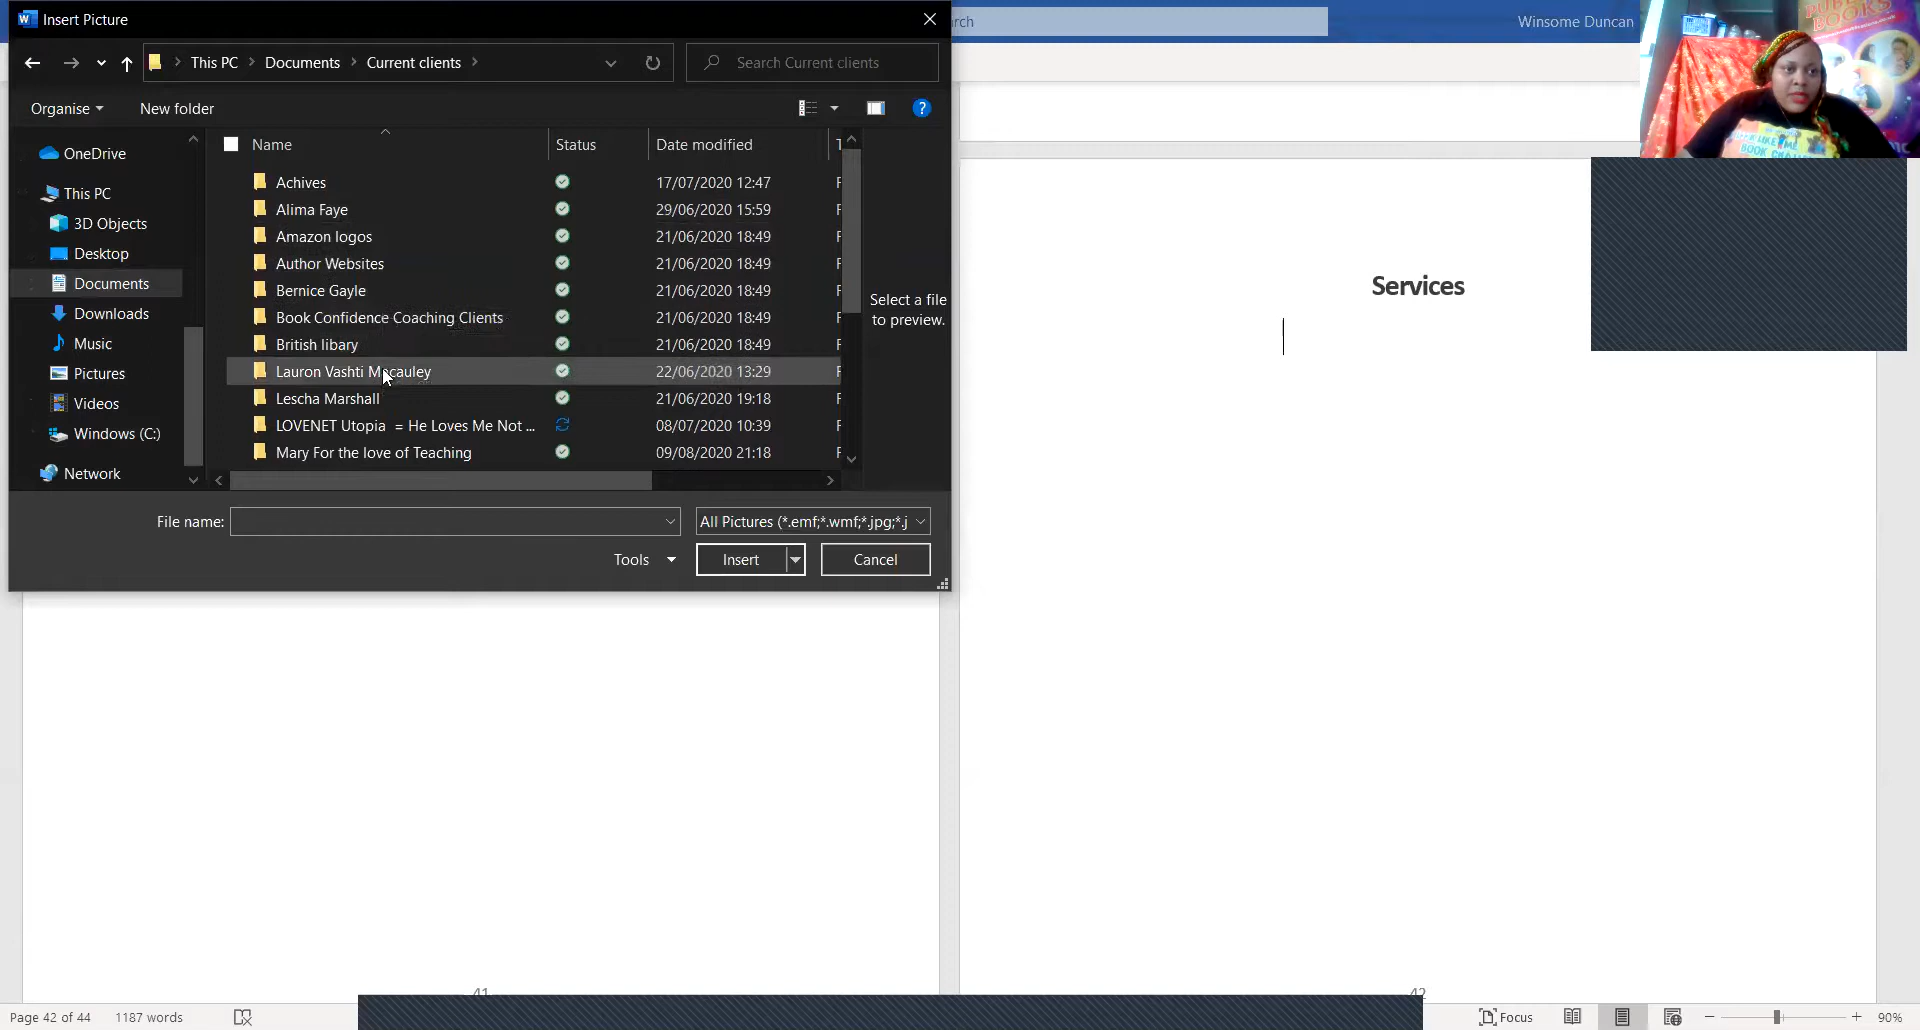 Insert Picture
rch
Winsome Duncan
This PC
Documents
Current clients
Search Current clients
Organise
New folder
Name
Status
Date modified
OneDrive
This PC
3D Objects
Desktop
Documents
Downloads
Music
Pictures
Videos
Windows (C:)
Network
Achives
17/07/2020 12:47
F
Alima Faye
29/06/2020 15:59
F
Amazon logos
21/06/2020 18:49
F
Author Websites
21/06/2020 18:49
F
Bernice Gayle
21/06/2020 18:49
F
Book Confidence Coaching Clients
21/06/2020 18:49
F
British libary
21/06/2020 18:49
F
Lauron Vashti Macauley
22/06/2020 13:29
F
Lescha Marshall
21/06/2020 19:18
F
LOVENET Utopia = He Loves Me Not ...
08/07/2020 10:39
F
Mary For the love of Teaching
09/08/2020 21:18
F
Select a file
to preview.
File name:
All Pictures (*.emf;*.wmf;*.jpg;*.j
Tools
Insert
Cancel
Services
BOOKS
41
42
Page 42 of 44
1187 words
Focus
90%